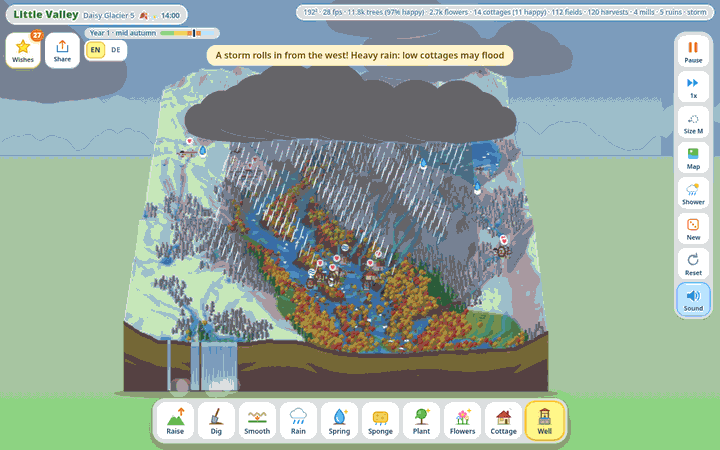 Little Valley Daisy Glacier 5 14:00
192² · 28 fps · 11.8k trees (97% happy) · 2.7k flowers · 14 cottages (11 happy) · 112 fields · 120 harvests · 4 mills · 5 ruins · storm
Year 1 · mid autumn
27
Wishes
Share
EN DE
A storm rolls in from the west! Heavy rain: low cottages may flood
Pause
1x
Size M
Map
Shower
New
Reset
Sound
Raise Dig Smooth Rain Spring Sponge Plant Flowers Cottage Well